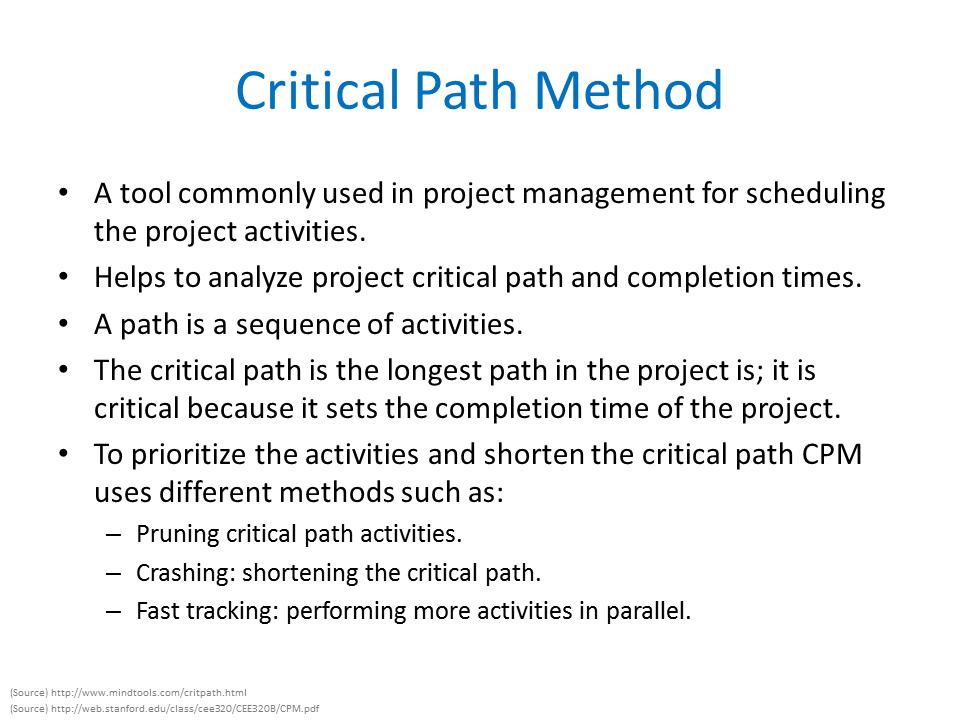 Critical Path Method
• A tool commonly used in project management for scheduling
the project activities.
• Helps to analyze project critical path and completion times.
• A path is a sequence of activities.
• The critical path is the longest path in the project is; it is
critical because it sets the completion time of the project.
• To prioritize the activities and shorten the critical path CPM
uses different methods such as:
– Pruning critical path activities.
– Crashing: shortening the critical path.
– Fast tracking: performing more activities in parallel.
(Source) http://www.mindtools.com/critpath.html
(Source) http://web.stanford.edu/class/cee320/CEE320B/CPM.pdf